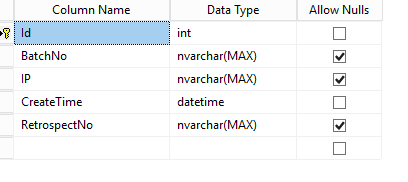 Column Name Data Type Allow Nulls
Id int
BatchNo nvarchar(MAX)
IP nvarchar(MAX)
CreateTime datetime
RetrospectNo nvarchar(MAX)